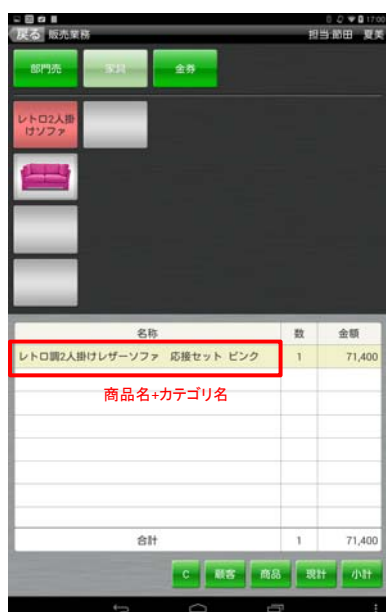 17:00
戻る 販売業務 担当:節田 夏美
部門売 家具 金券
レトロ2人掛
けソファ
名称 数 金額
レトロ調2人掛けレザーソファ 応接セット ピンク 1 71,400
商品名+カテゴリ名
合計 1 71,400
C 顧客 商品 現計 小計